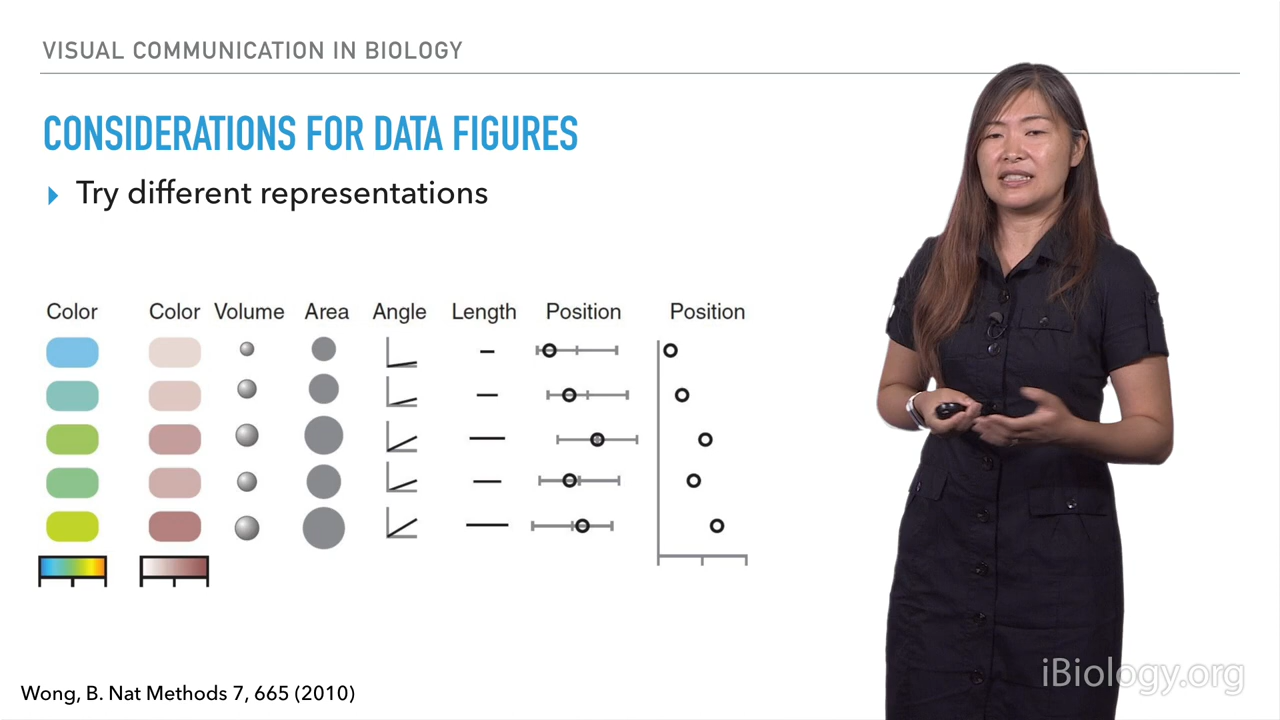 VISUAL COMMUNICATION IN BIOLOGY
CONSIDERATIONS FOR DATA FIGURES
Try different representations
Color Color Volume Area Angle Length Position Position
Wong, B. Nat Methods 7, 665 (2010)
iBiology.org